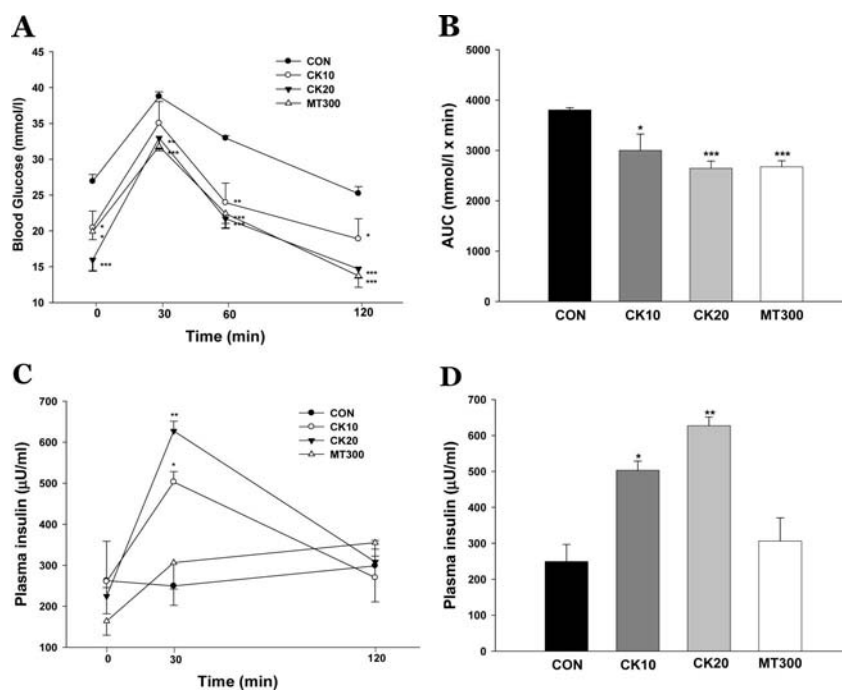 A
Blood Glucose (mmol/l)
45
40
35
30
25
20
15
10
CON
CK10
CK20
MT300
*
*
***
**
***
**
***
***
*
***
***
0
30
60
120
Time (min)
B
AUC (mmol/l x min)
5000
4000
3000
2000
1000
0
*
***
***
CON
CK10
CK20
MT300
C
Plasma insulin (µU/ml)
700
600
500
400
300
200
100
CON
CK10
CK20
MT300
**
*
0
30
120
Time (min)
D
Plasma insulin (µU/ml)
700
600
500
400
300
200
100
0
*
**
CON
CK10
CK20
MT300